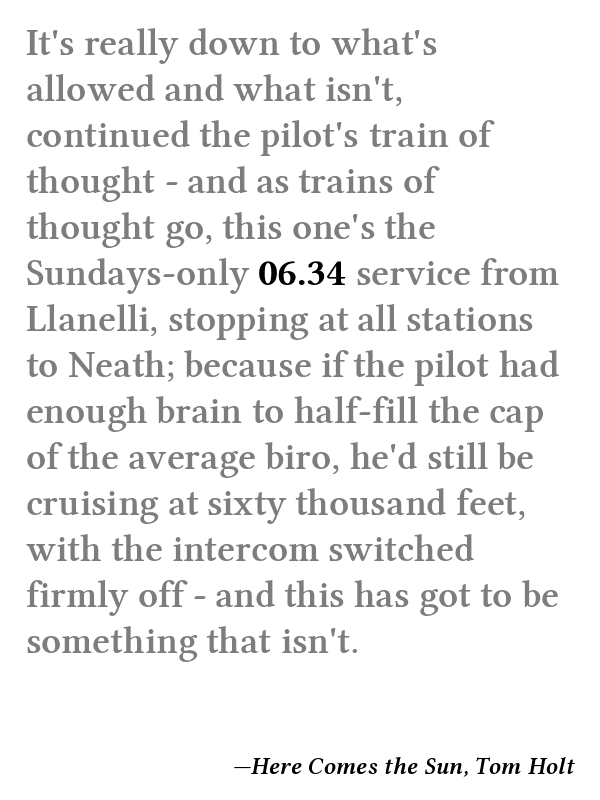 It's really down to what's
allowed and what isn't,
continued the pilot's train of
thought - and as trains of
thought go, this one's the
Sundays-only 06.34 service from
Llanelli, stopping at all stations
to Neath; because if the pilot had
enough brain to half-fill the cap
of the average biro, he'd still be
cruising at sixty thousand feet,
with the intercom switched
firmly off - and this has got to be
something that isn't.
—Here Comes the Sun, Tom Holt